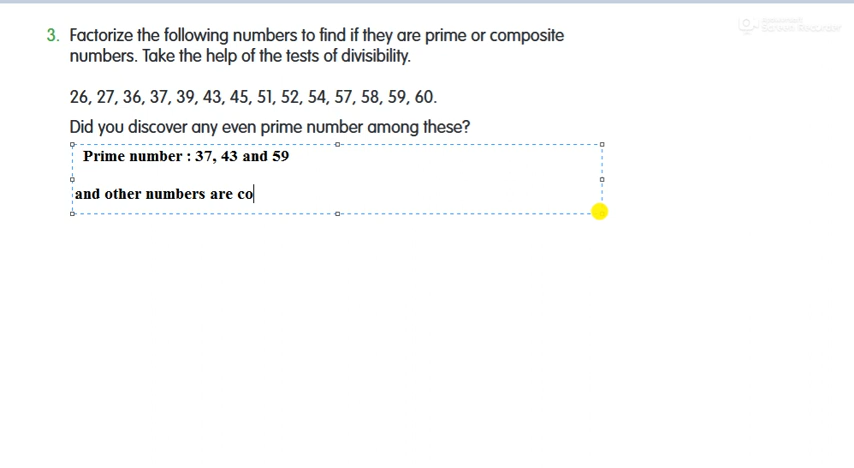 3. Factorize the following numbers to find if they are prime or composite
numbers. Take the help of the tests of divisibility.
26, 27, 36, 37, 39, 43, 45, 51, 52, 54, 57, 58, 59, 60.
Did you discover any even prime number among these?
Prime number : 37, 43 and 59
and other numbers are co
Screen Recorder